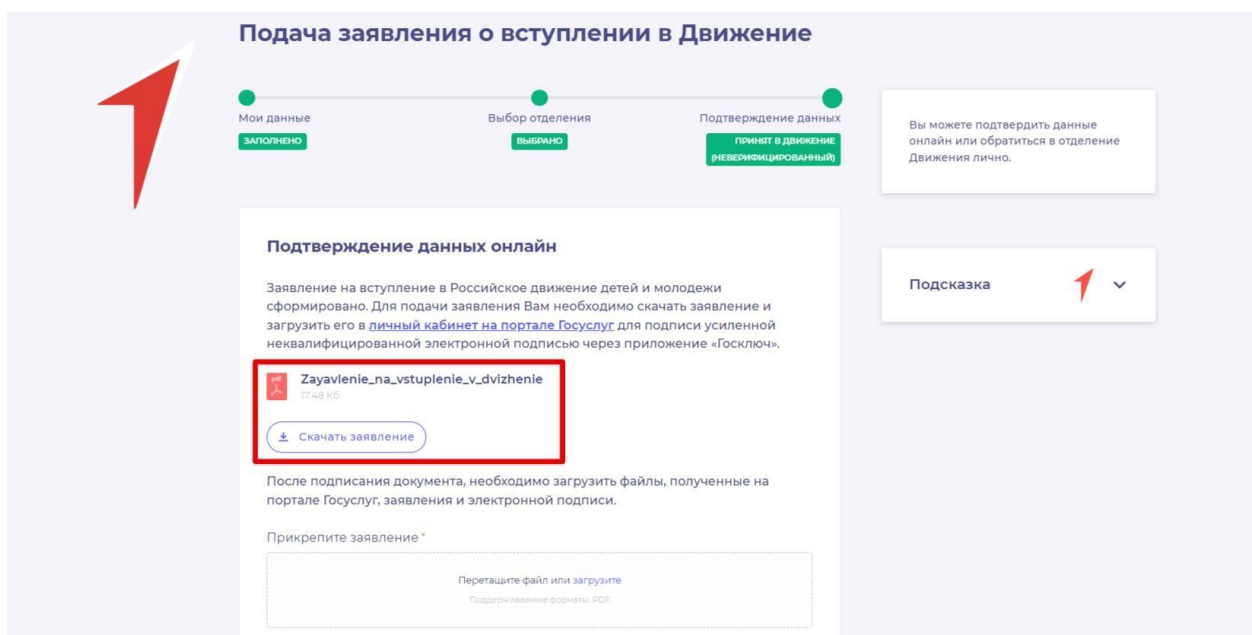 Подача заявления о вступлении в Движение
Мои данные
ЗАПОЛНЕНО
Выбор отделения
ВЫБРАНО
Подтверждение данных
ПРИНЯТ В ДВИЖЕНИЕ
(НЕВЕРИФИЦИРОВАННЫЙ)
Вы можете подтвердить данные
онлайн или обратиться в отделение
Движения лично.
Подсказка
Подтверждение данных онлайн
Заявление на вступление в Российское движение детей и молодежи
сформировано. Для подачи заявления Вам необходимо скачать заявление и
загрузить его в личный кабинет на портале Госуслуг для подписи усиленной
неквалифицированной электронной подписью через приложение «Госключ».
pdf
Zayavlenie_na_vstuplenie_v_dvizhenie
17,48 Кб
Скачать заявление
После подписания документа, необходимо загрузить файлы, полученные на
портале Госуслуг, заявления и электронной подписи.
Прикрепите заявление *
Перетащите файл или загрузите
Поддерживаемые форматы: PDF